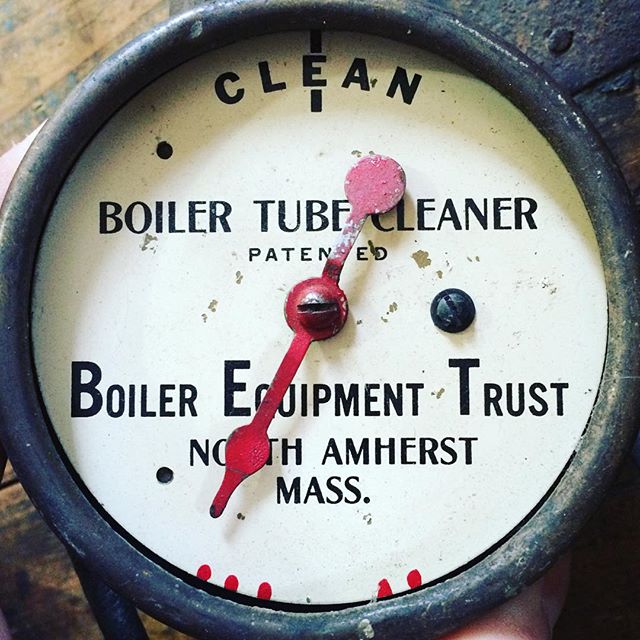 CLEAN
BOILER TUBE CLEANER
PATENTED
BOILER EQUIPMENT TRUST
NORTH AMHERST
MASS.